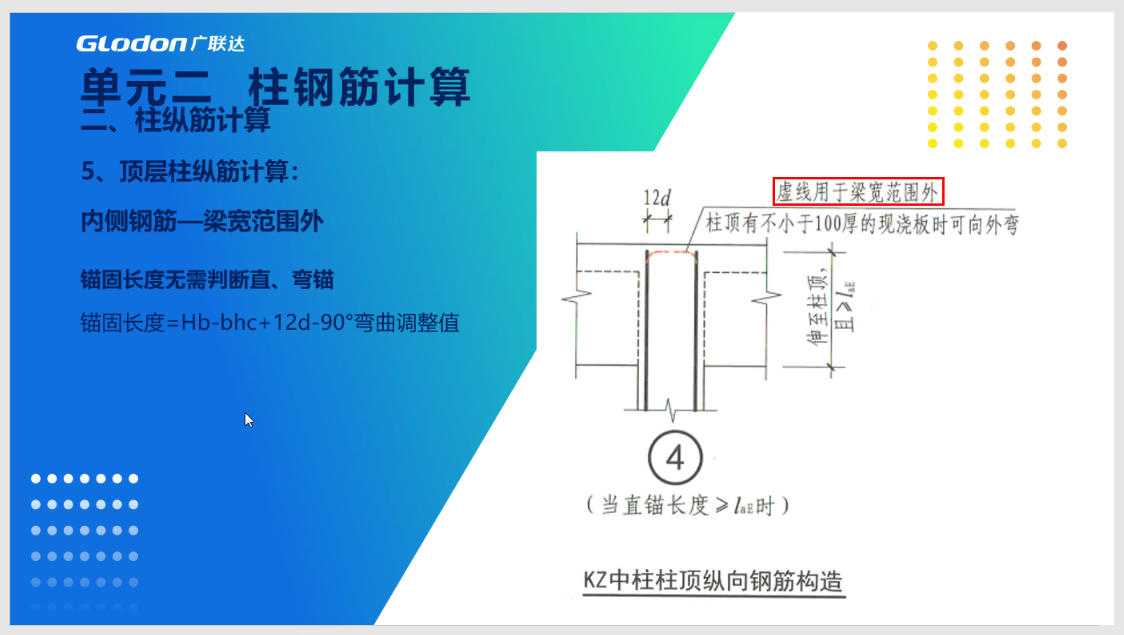 GLodon广联达
单元二 柱钢筋计算
二、柱纵筋计算
5、顶层柱纵筋计算：
内侧钢筋—梁宽范围外
锚固长度无需判断直、弯锚
锚固长度=Hb-bhc+12d-90°弯曲调整值
12d
虚线用于梁宽范围外
柱顶有不小于100厚的现浇板时可向外弯
伸至柱顶，
且≥laE
4
（当直锚长度≥laE时）
KZ中柱柱顶纵向钢筋构造